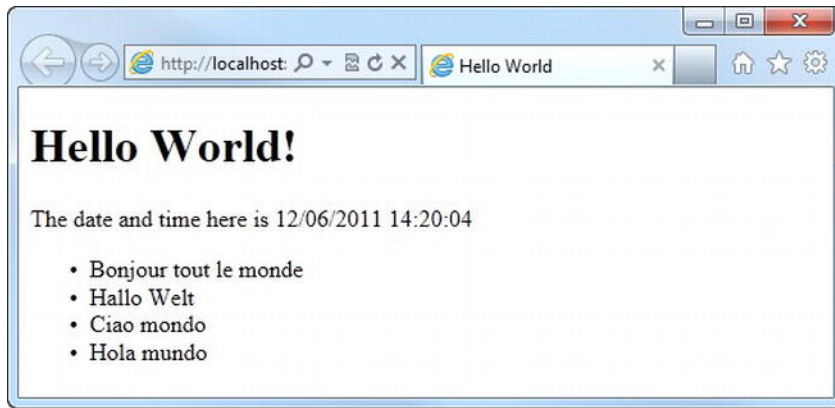 http://localhost:
Hello World
Hello World!
The date and time here is 12/06/2011 14:20:04
• Bonjour tout le monde
• Hallo Welt
• Ciao mondo
• Hola mundo